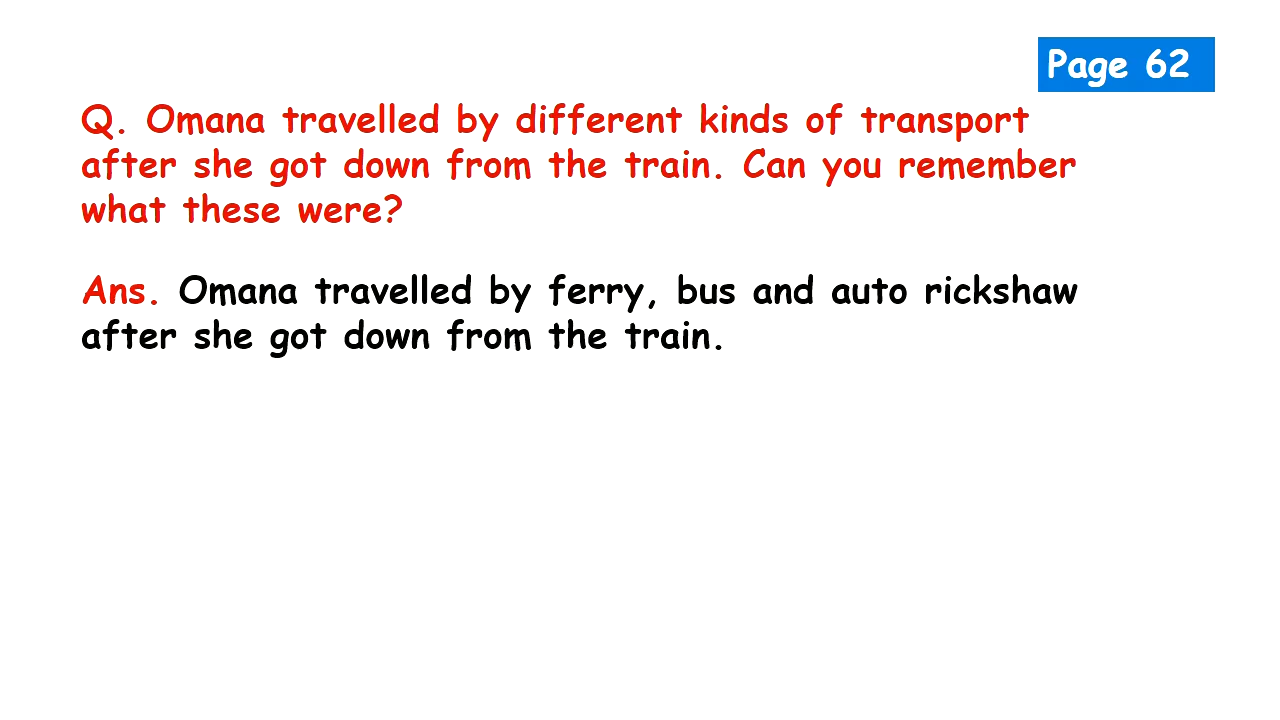 Page 62
Q. Omana travelled by different kinds of transport
after she got down from the train. Can you remember
what these were?
Ans. Omana travelled by ferry, bus and auto rickshaw
after she got down from the train.